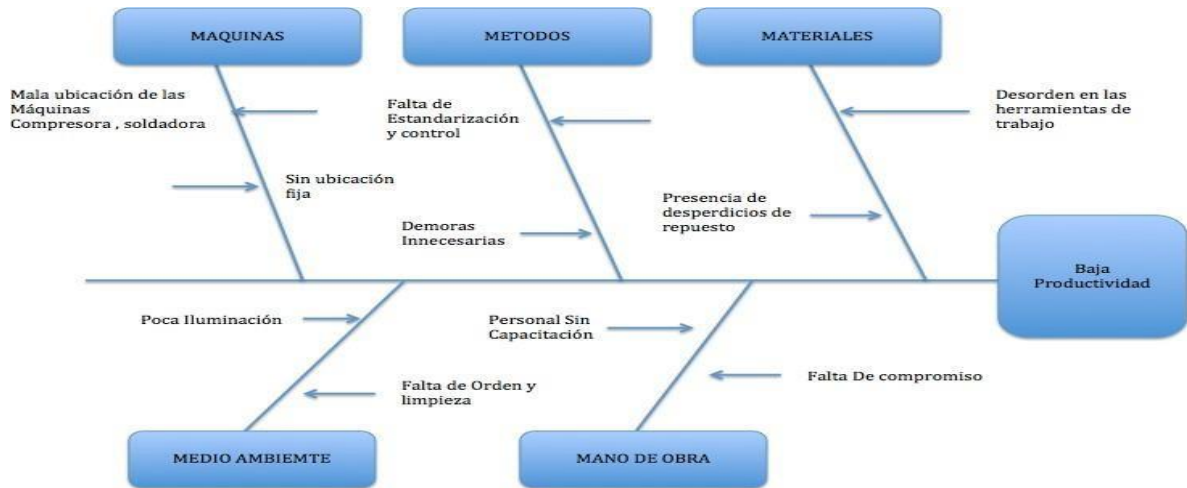 MAQUINAS
METODOS
MATERIALES
Mala ubicación de las
Máquinas
Compresora , soldadora
Falta de
Estandarización
y control
Desorden en las
herramientas de
trabajo
Sin ubicación
fija
Demoras
Innecesarias
Presencia de
desperdicios de
repuesto
Baja
Productividad
Poca Iluminación
Personal Sin
Capacitación
Falta de Orden y
limpieza
Falta De compromiso
MEDIO AMBIEMTE
MANO DE OBRA